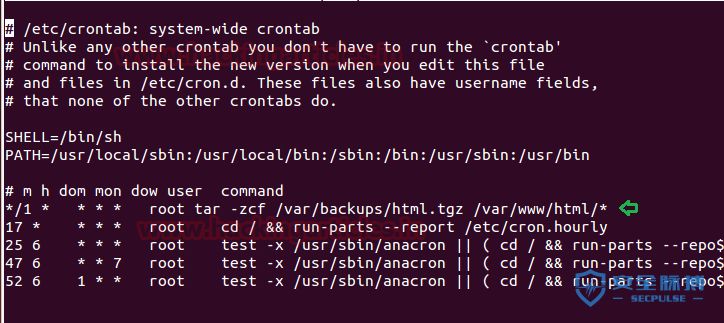 # /etc/crontab: system-wide crontab
# Unlike any other crontab you don't have to run the `crontab'
# command to install the new version when you edit this file
# and files in /etc/cron.d. These files also have username fields,
# that none of the other crontabs do.
SHELL=/bin/sh
PATH=/usr/local/sbin:/usr/local/bin:/sbin:/bin:/usr/sbin:/usr/bin
# m h dom mon dow user  command
*/1 *   * * *   root tar -zcf /var/backups/html.tgz /var/www/html/*
17 *    * * *   root    cd / && run-parts --report /etc/cron.hourly
25 6    * * *   root    test -x /usr/sbin/anacron || ( cd / && run-parts --repo$
47 6    * * 7   root    test -x /usr/sbin/anacron || ( cd / && run-parts --repo$
52 6    1 * *   root    test -x /usr/sbin/anacron || ( cd / && run-parts --repo$
安全脉搏
SECPULSE